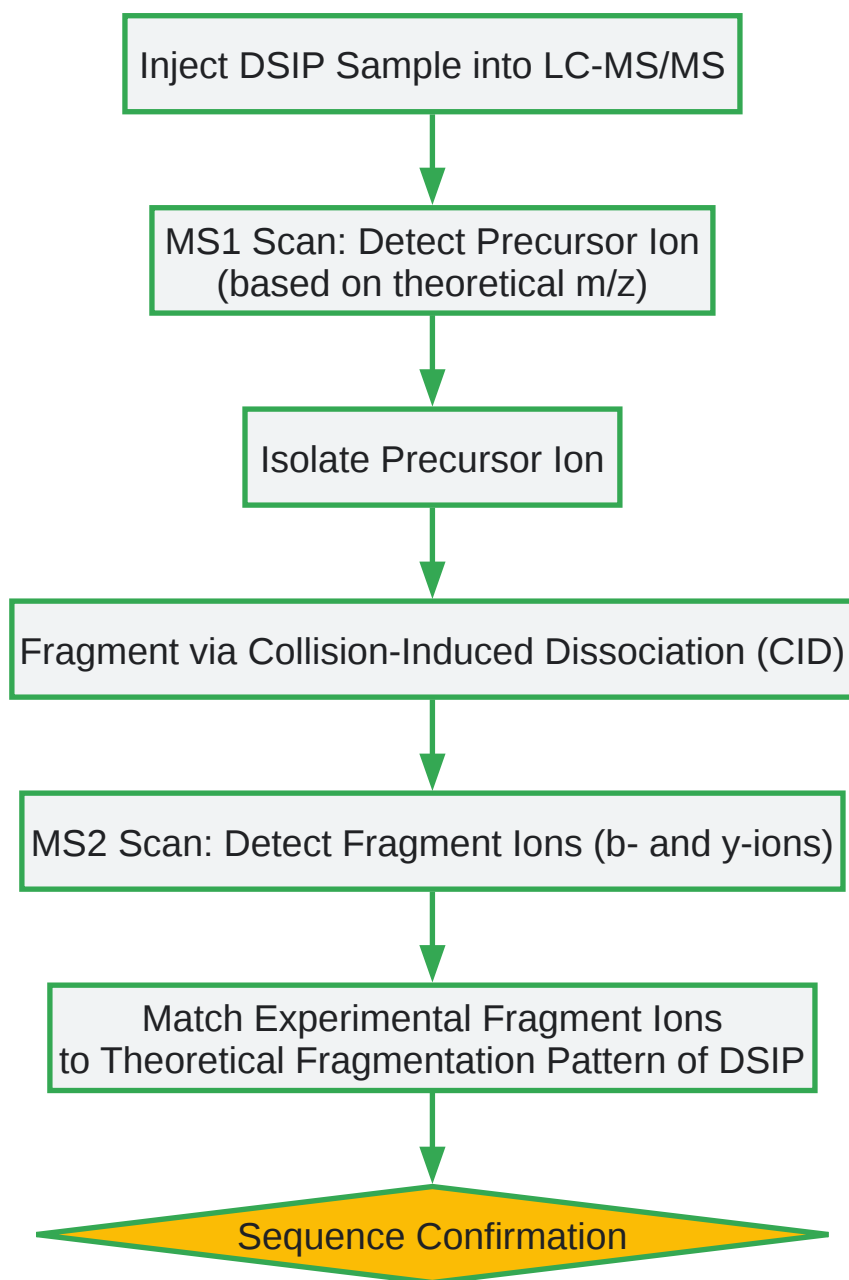 Inject DSIP Sample into LC-MS/MS
MS1 Scan: Detect Precursor Ion
(based on theoretical m/z)
Isolate Precursor Ion
Fragment via Collision-Induced Dissociation (CID)
MS2 Scan: Detect Fragment Ions (b- and y-ions)
Match Experimental Fragment Ions
to Theoretical Fragmentation Pattern of DSIP
Sequence Confirmation